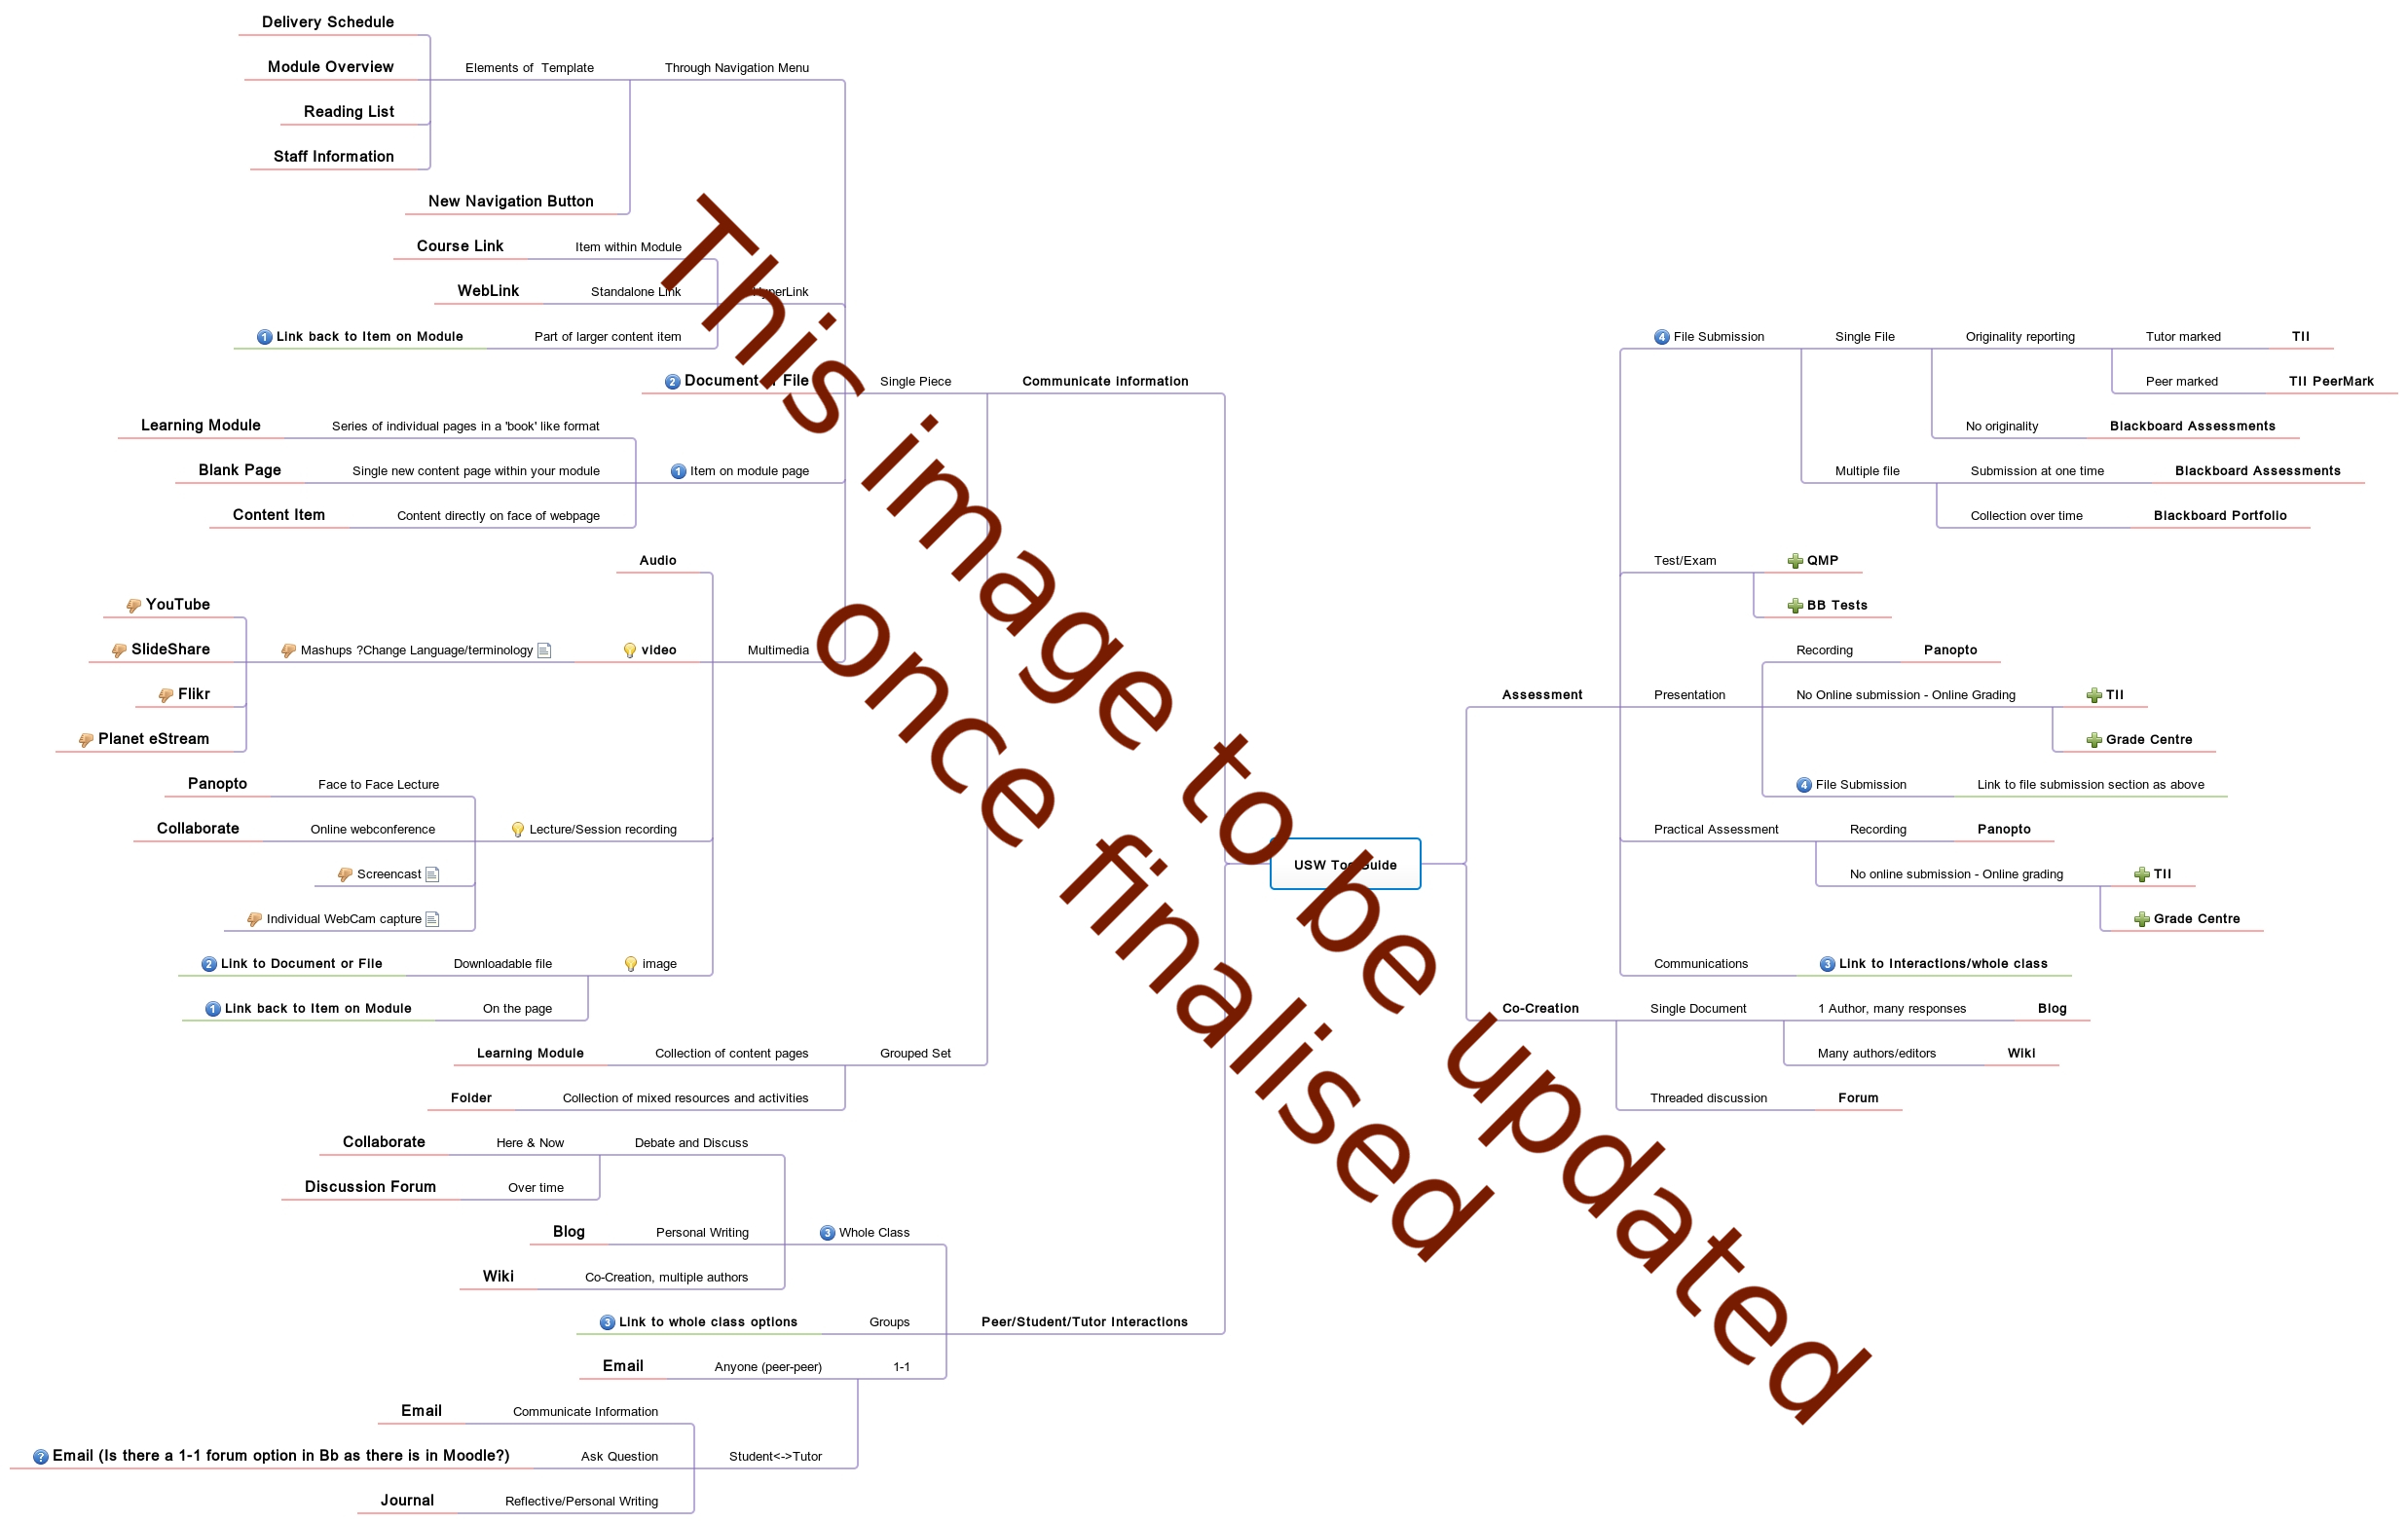 Delivery Schedule
Module Overview
Elements of  Template
Through Navigation Menu
Reading List
Staff Information
New Navigation Button
Course Link
Item within Module
WebLink
Standalone Link
HyperLink
1 Link back to Item on Module
Part of larger content item
2 Document or File
Single Piece
Communicate information
Learning Module
Series of individual pages in a 'book' like format
Blank Page
Single new content page within your module
1 Item on module page
Content Item
Content directly on face of webpage
Audio
YouTube
SlideShare
Mashups ?Change Language/terminology
video
Multimedia
Flikr
Planet eStream
Panopto
Face to Face Lecture
Collaborate
Online webconference
Lecture/Session recording
Screencast
Individual WebCam capture
2 Link to Document or File
Downloadable file
image
1 Link back to Item on Module
On the page
Learning Module
Collection of content pages
Grouped Set
Folder
Collection of mixed resources and activities
Collaborate
Here & Now
Debate and Discuss
Discussion Forum
Over time
Blog
Personal Writing
3 Whole Class
Wiki
Co-Creation, multiple authors
3 Link to whole class options
Groups
Peer/Student/Tutor Interactions
Email
Anyone (peer-peer)
1-1
Email
Communicate Information
? Email (Is there a 1-1 forum option in Bb as there is in Moodle?)
Ask Question
Student<->Tutor
Journal
Reflective/Personal Writing
This image to be updated
once finalised
USW Tool Guide
4 File Submission
Single File
Originality reporting
Tutor marked
TII
Peer marked
TII PeerMark
No originality
Blackboard Assessments
Multiple file
Submission at one time
Blackboard Assessments
Collection over time
Blackboard Portfolio
Test/Exam
QMP
BB Tests
Recording
Panopto
Assessment
Presentation
No Online submission - Online Grading
TII
Grade Centre
4 File Submission
Link to file submission section as above
Practical Assessment
Recording
Panopto
No online submission - Online grading
TII
Grade Centre
Communications
3 Link to Interactions/whole class
Co-Creation
Single Document
1 Author, many responses
Blog
Many authors/editors
Wiki
Threaded discussion
Forum